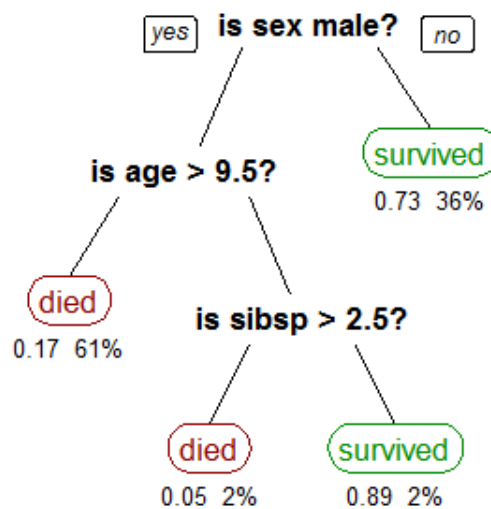 yes is sex male? no
survived
0.73 36%
is age > 9.5?
died
0.17 61%
is sibsp > 2.5?
died survived
0.05 2% 0.89 2%